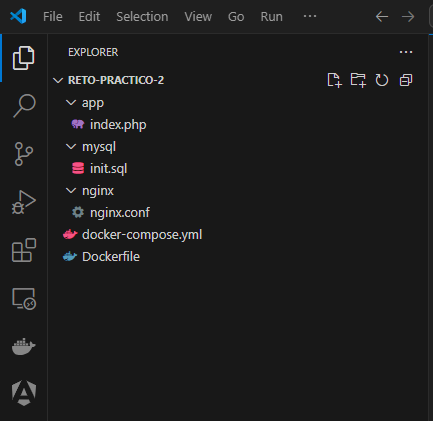 File Edit Selection View Go Run ...
EXPLORER ...
RETO-PRACTICO-2
app
index.php
mysql
init.sql
nginx
nginx.conf
docker-compose.yml
Dockerfile